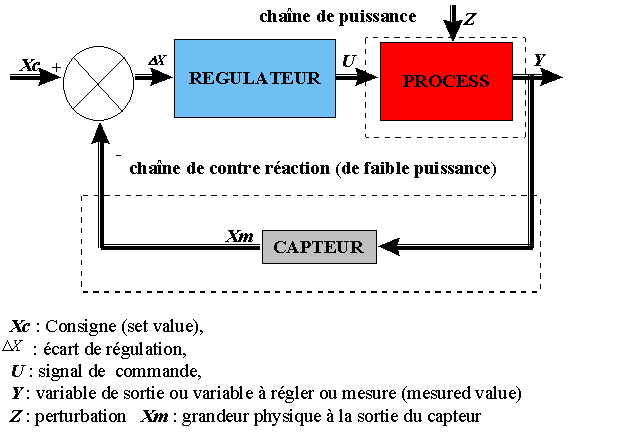 chaîne de puissance
Z
Xc
+
ΔX
REGULATEUR
U
PROCESS
Y
-
chaîne de contre réaction (de faible puissance)
Xm
CAPTEUR
Xc : Consigne (set value),
ΔX : écart de régulation,
U : signal de commande,
Y : variable de sortie ou variable à régler ou mesure (mesured value)
Z : perturbation Xm : grandeur physique à la sortie du capteur